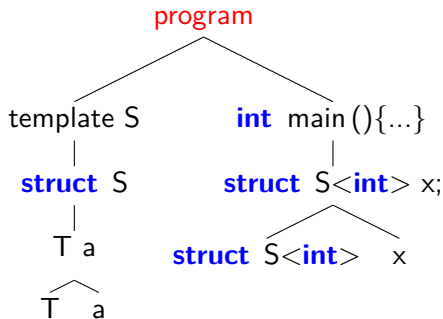 program
template S int main(){...}
struct S struct S<int> x;
T a struct S<int> x
T a